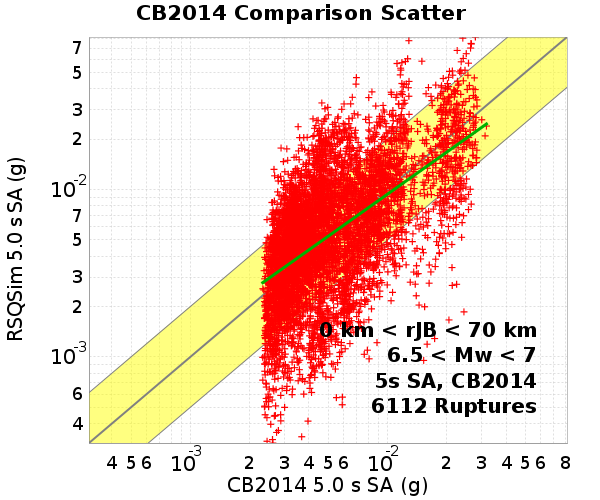 CB2014 Comparison Scatter
RSQSim 5.0 s SA (g)
7
5
3
2
10-2
7
5
3
2
10-3
6
4
0 km < rJB < 70 km
6.5 < Mw < 7
5s SA, CB2014
6112 Ruptures
4 5 6 10-3 2 3 4 5 6 10-2 2 3 4 5 6 8
CB2014 5.0 s SA (g)